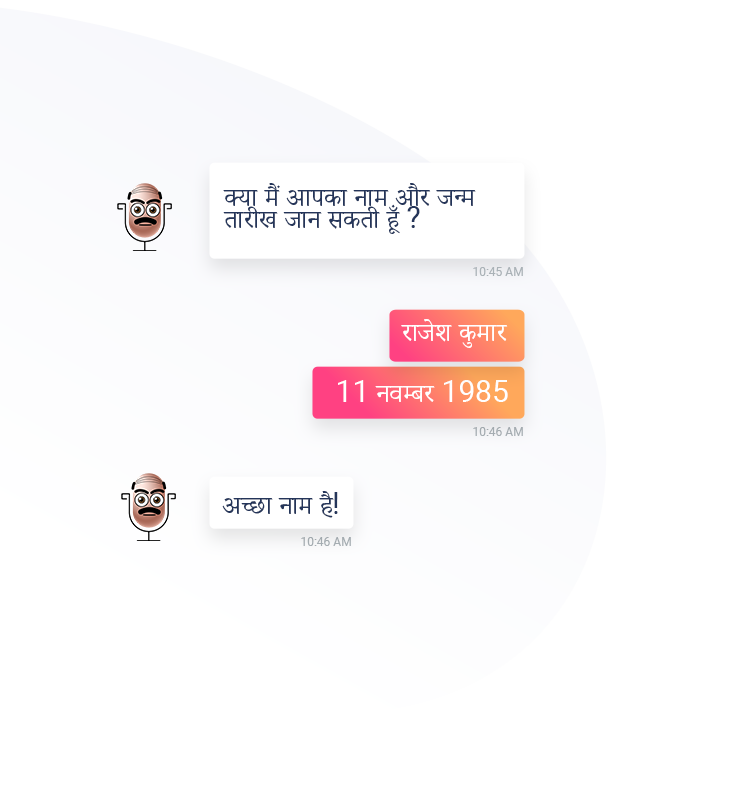 क्या मैं आपका नाम और जन्म
तारीख जान सकती हूँ ?
10:45 AM
राजेश कुमार
11 नवम्बर 1985
10:46 AM
अच्छा नाम है!
10:46 AM